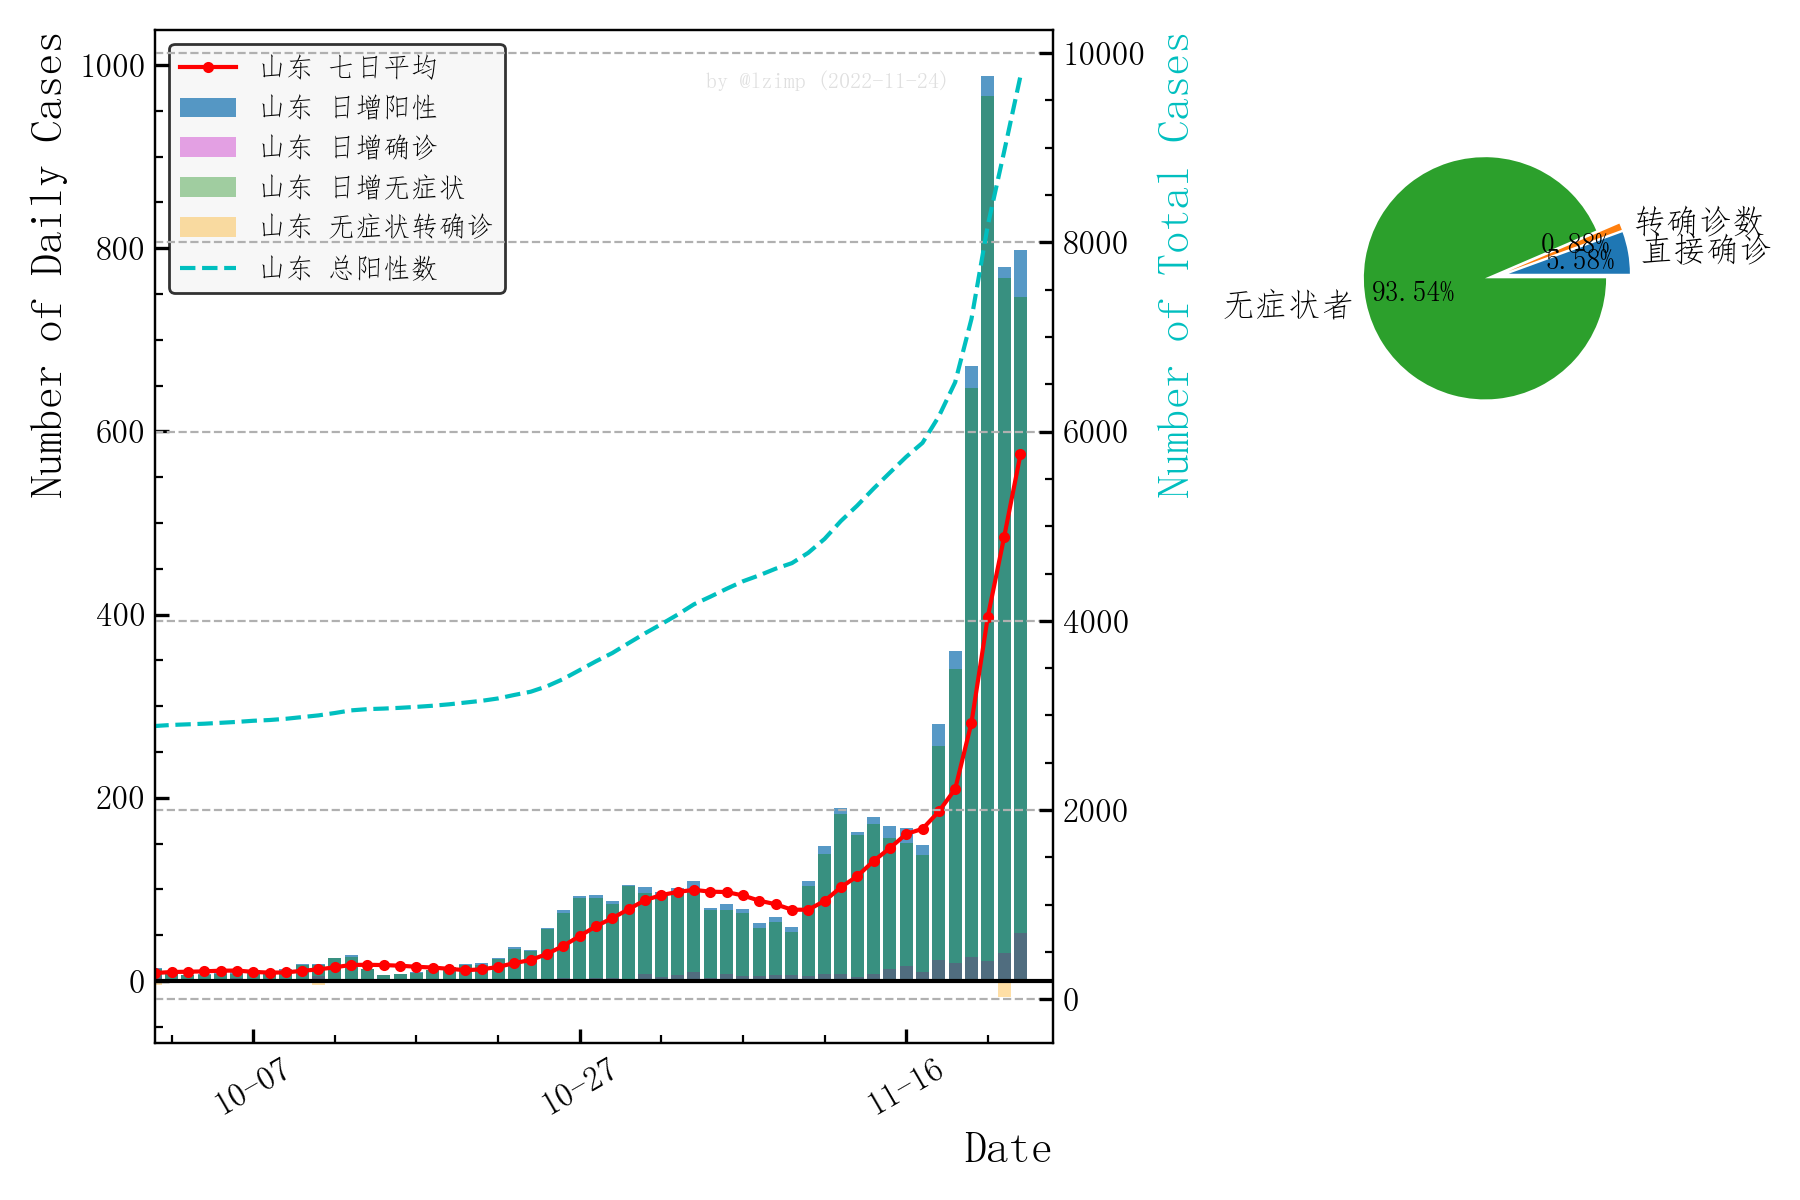 Number of Daily Cases
1000
800
600
400
200
0
山东 七日平均
山东 日增阳性
山东 日增确诊
山东 日增无症状
山东 无症状转确诊
山东 总阳性数
by @lzimp (2022-11-24)
10-07
10-27
11-16
Date
10000
8000
6000
4000
2000
0
Number of Total Cases
转确诊数
0.88%
直接确诊
5.58%
无症状者
93.54%